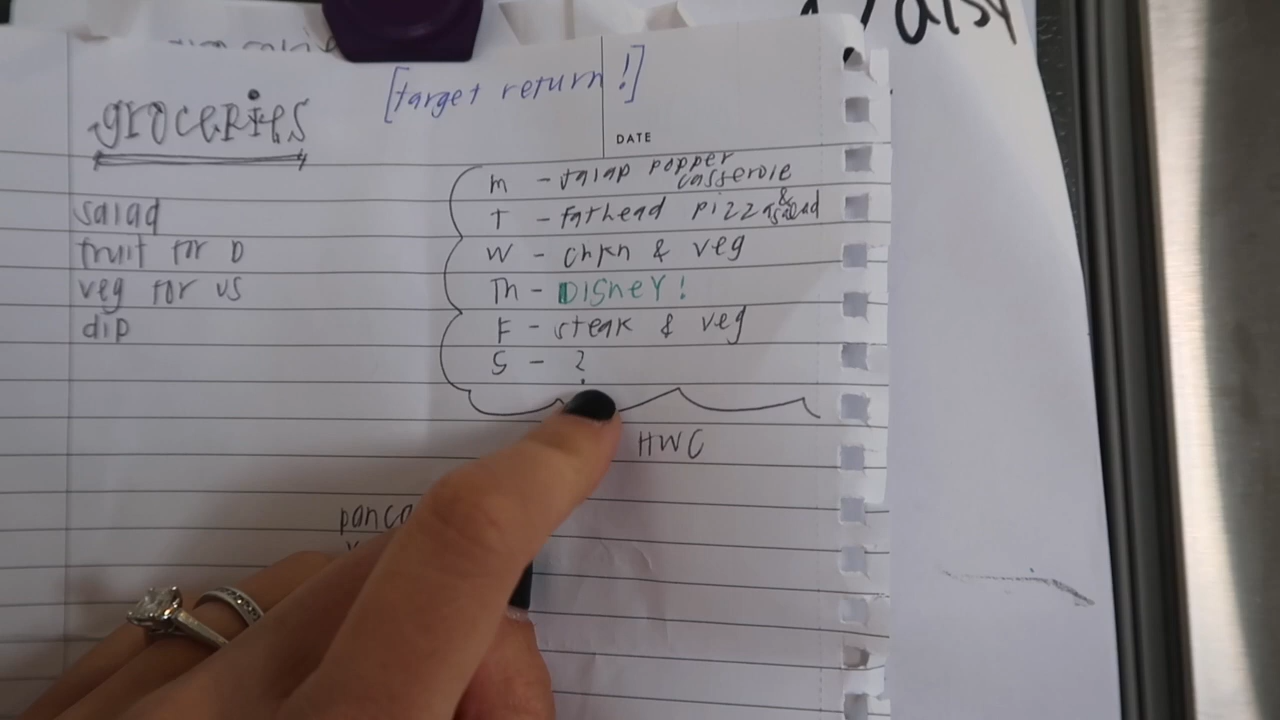 [target return!]
groceries
DATE
salad
fruit for D
veg for us
dip
M - Jalap popper casserole
T - Fathead pizza & salad
W - chkn & veg
Th - DISNEY!
F - steak & veg
S - ?
HWC